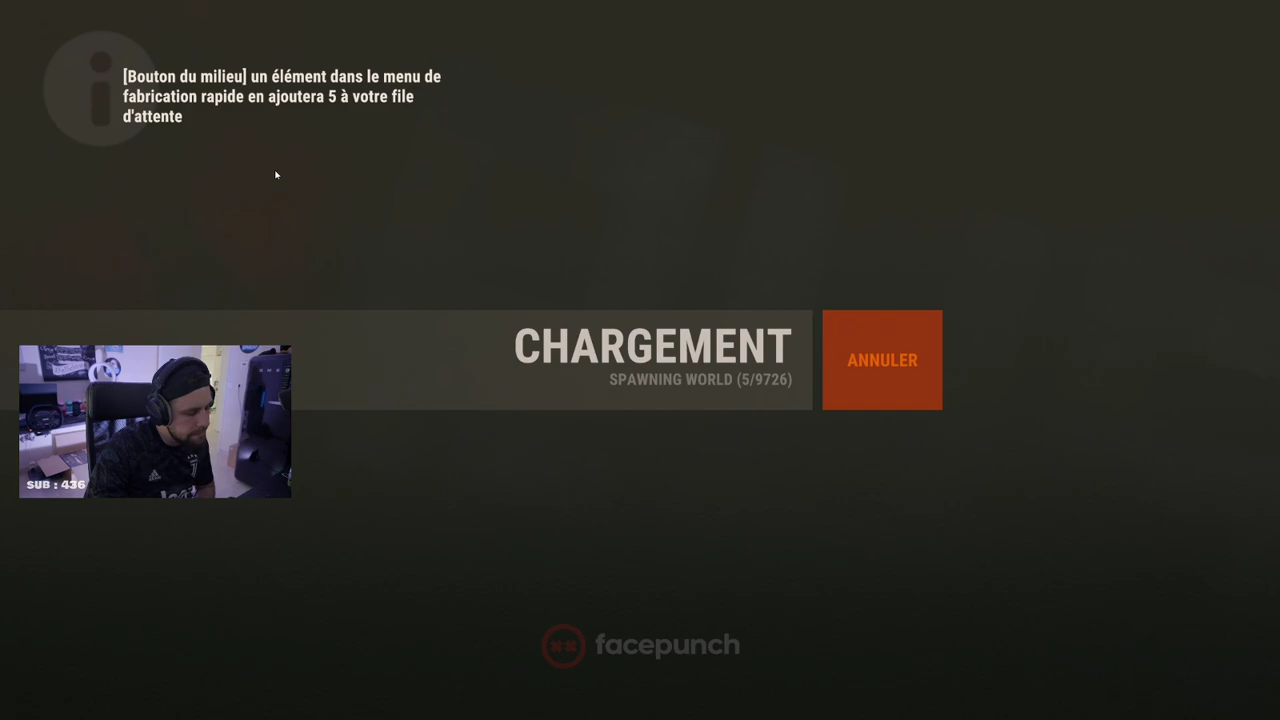 [Bouton du milieu] un élément dans le menu de
fabrication rapide en ajoutera 5 à votre file
d'attente
CHARGEMENT
SPAWNING WORLD (5/9726)
ANNULER
SUB : 436
facepunch